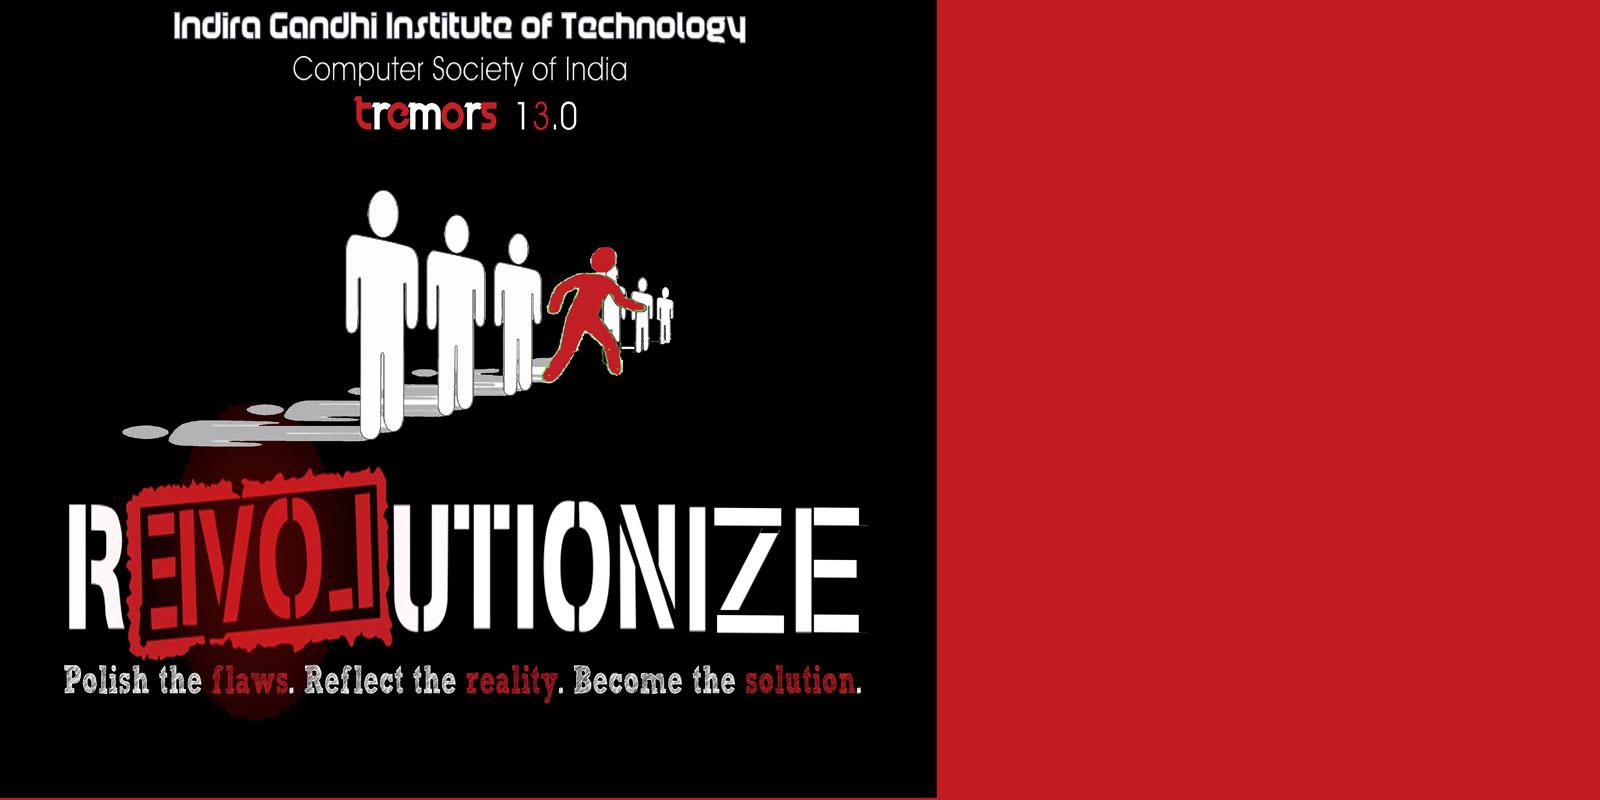 Indira Gandhi Institute of Technology
Computer Society of India
tremors 13.0
REVOLUTIONIZE
Polish the flaws. Reflect the reality. Become the solution.